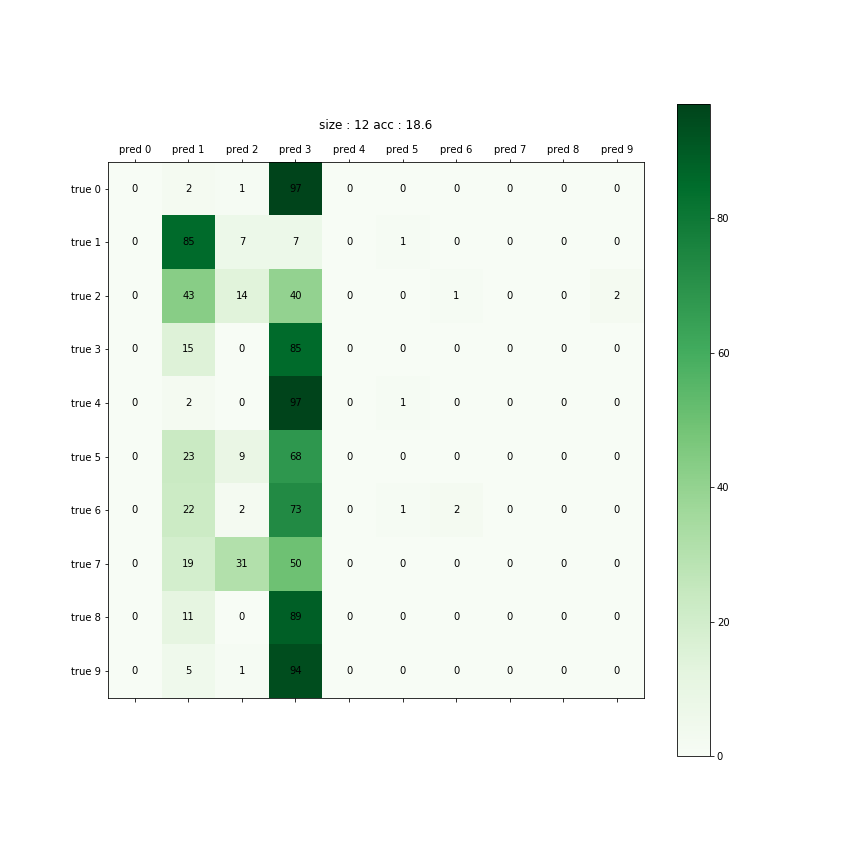 size : 12 acc : 18.6
pred 0 pred 1 pred 2 pred 3 pred 4 pred 5 pred 6 pred 7 pred 8 pred 9
true 0 0 2 1 97 0 0 0 0 0 0
true 1 0 85 7 7 0 1 0 0 0 0
true 2 0 43 14 40 0 0 1 0 0 2
true 3 0 15 0 85 0 0 0 0 0 0
true 4 0 2 0 97 0 1 0 0 0 0
true 5 0 23 9 68 0 0 0 0 0 0
true 6 0 22 2 73 0 1 2 0 0 0
true 7 0 19 31 50 0 0 0 0 0 0
true 8 0 11 0 89 0 0 0 0 0 0
true 9 0 5 1 94 0 0 0 0 0 0
80
60
40
20
0